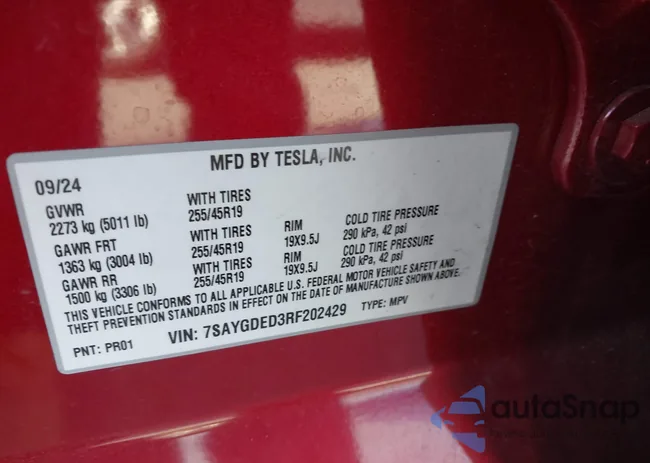 MFD BY TESLA, INC.
09/24
GVWR WITH TIRES
2273 kg (5011 lb) 255/45R19
GAWR FRT WITH TIRES RIM COLD TIRE PRESSURE
1363 kg (3004 lb) 255/45R19 19X9.5J 290 kPa, 42 psi
GAWR RR WITH TIRES RIM COLD TIRE PRESSURE
1500 kg (3306 lb) 255/45R19 19X9.5J 290 kPa, 42 psi
THIS VEHICLE CONFORMS TO ALL APPLICABLE U.S. FEDERAL MOTOR VEHICLE SAFETY AND
THEFT PREVENTION STANDARDS IN EFFECT ON THE DATE OF MANUFACTURE SHOWN ABOVE.
PNT: PR01 VIN: 7SAYGDED3RF202429 TYPE: MPV
autaSnap